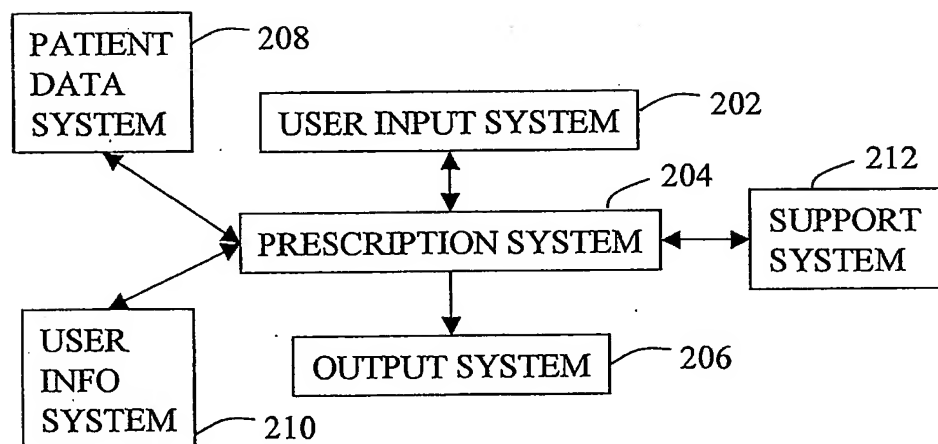 PATIENT
DATA
SYSTEM
208
USER INPUT SYSTEM
202
204
212
PRESCRIPTION SYSTEM
SUPPORT
SYSTEM
USER
INFO
SYSTEM
210
OUTPUT SYSTEM
206